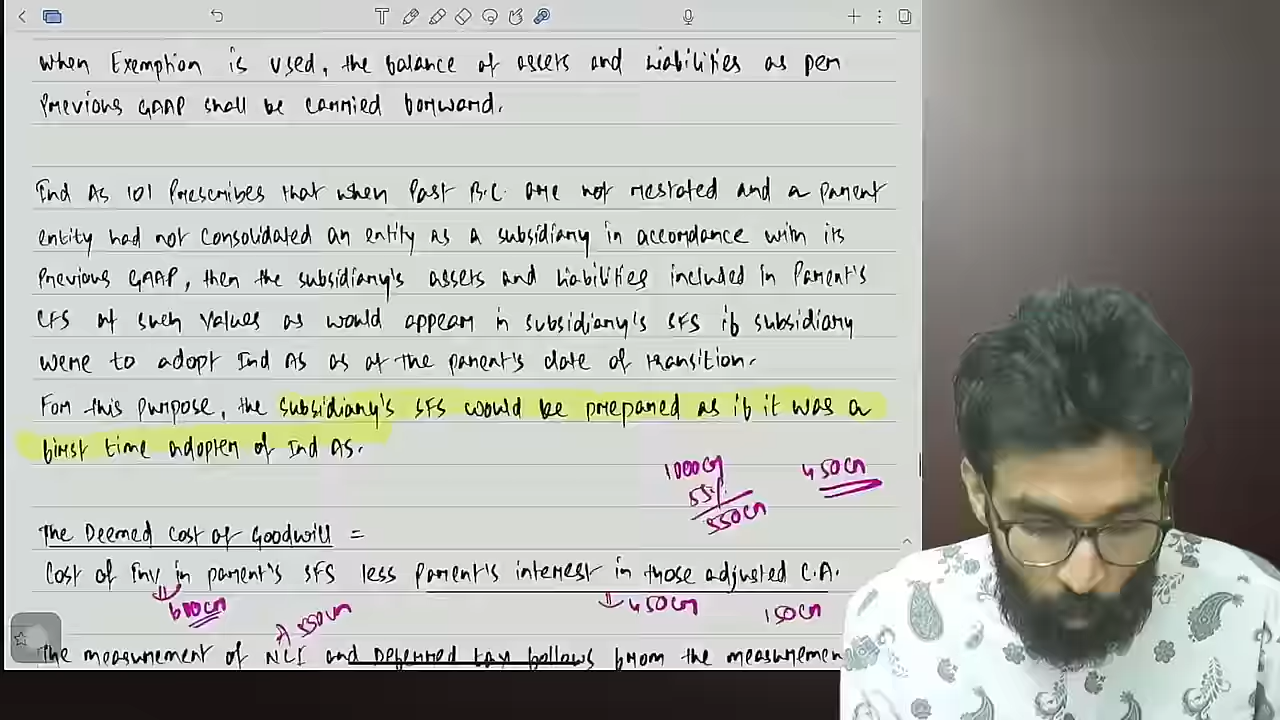 When Exemption is used, the balance of assets and Liabilities as per
Previous GAAP shall be carried forward.
Ind AS 101 Prescribes that when Past B.C. are not restated and a parent
entity had not consolidated an entity as a subsidiary in accordance with its
Previous GAAP, then the subsidiary's assets and Liabilities included in Parent's
CFS at such values as would appear in subsidiary's SFS if subsidiary
were to adopt Ind AS as at the parent's date of transition.
For this purpose, the subsidiary's SFS would be prepared as if it was a
first time adopter of Ind AS.
1000cr 450cr
55%
550cr
The Deemed cost of Goodwill =
Cost of Inv in parent's SFS less parent's interest in those adjusted C.A.
600cr 550cr 450cr 150cr
The measurement of NCI and Deferred tax follows from the measuremen